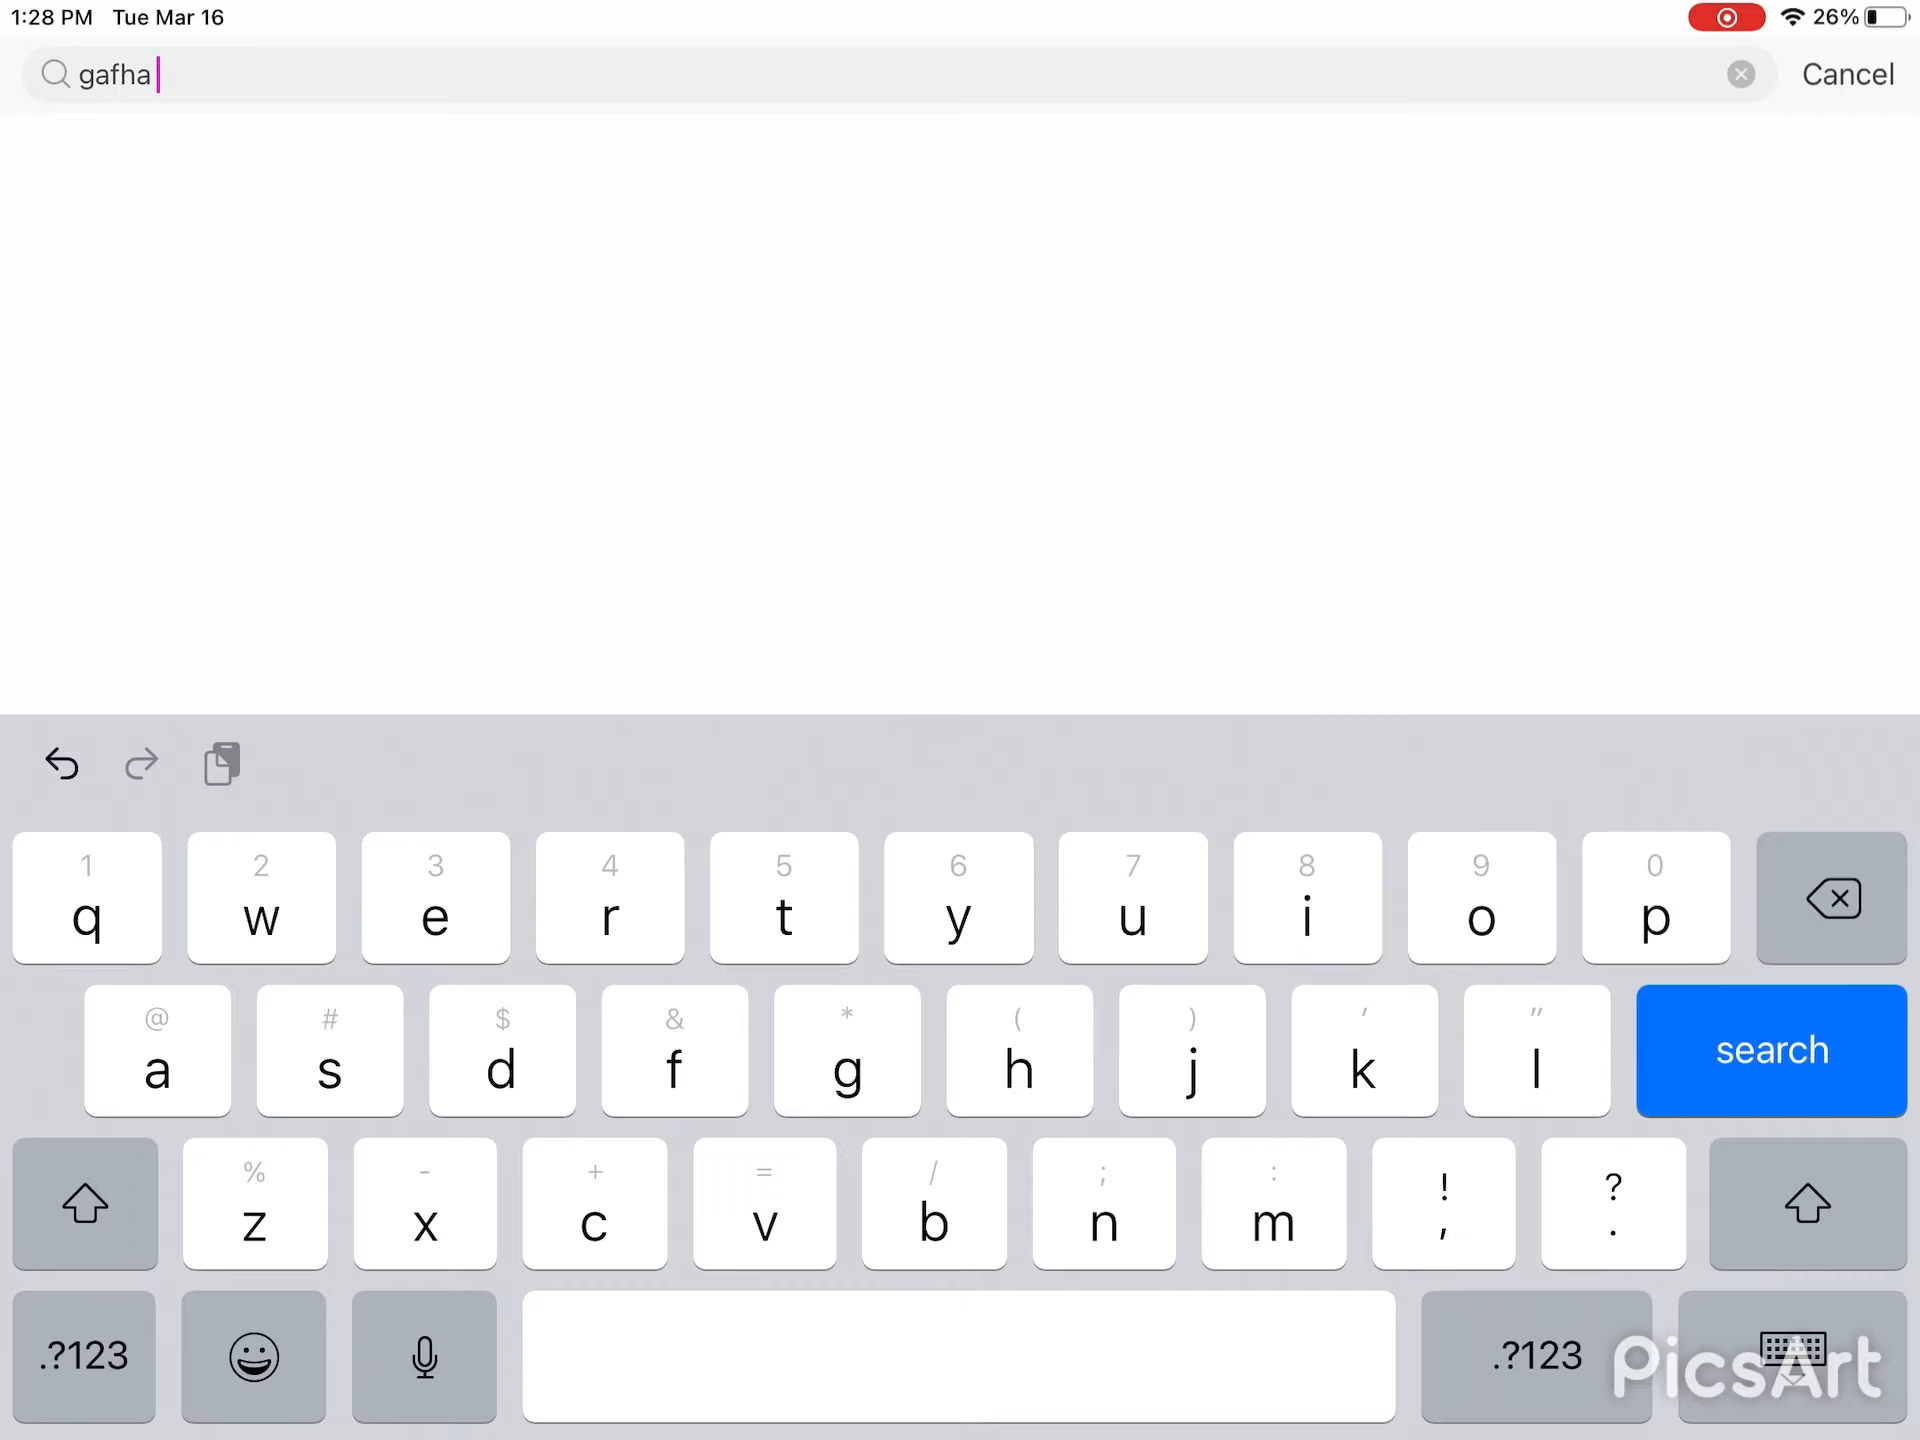 1:28 PM Tue Mar 16 26%
gafha Cancel
1 2 3 4 5 6 7 8 9 0
q w e r t y u i o p
@ # $ & * ( ) ' "
a s d f g h j k l search
% - + = / ; : ! ?
z x c v b n m , .
.?123 .?123 PicsArt